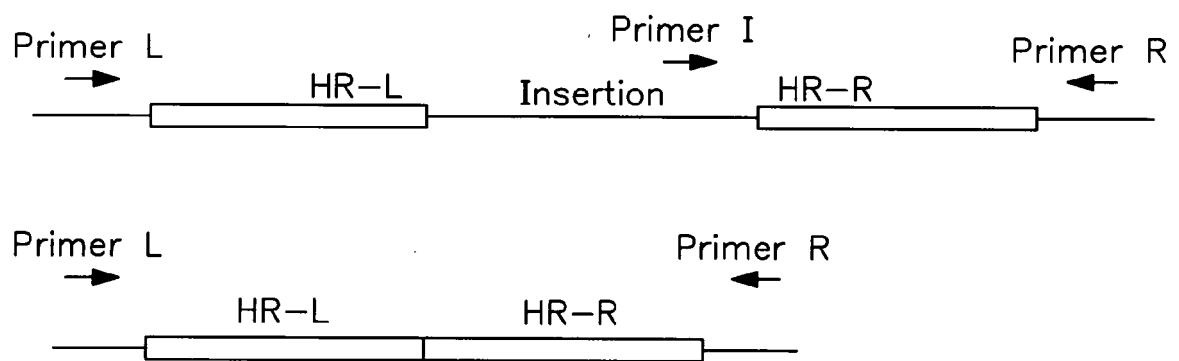 Primer L
Primer I
Primer R
HR-L
Insertion
HR-R
Primer L
Primer R
HR-L
HR-R